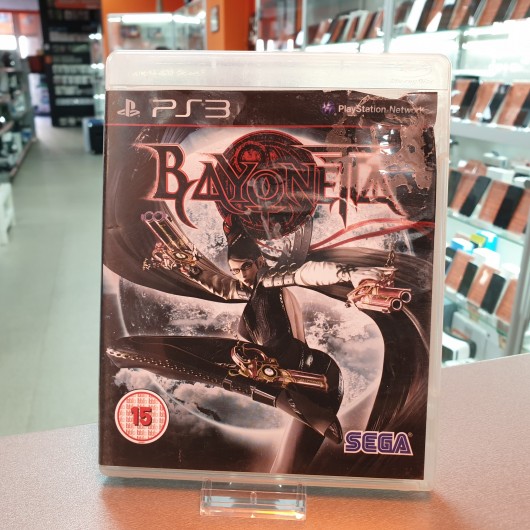 PS3
PlayStation Network
BAYONETTA
15
SEGA